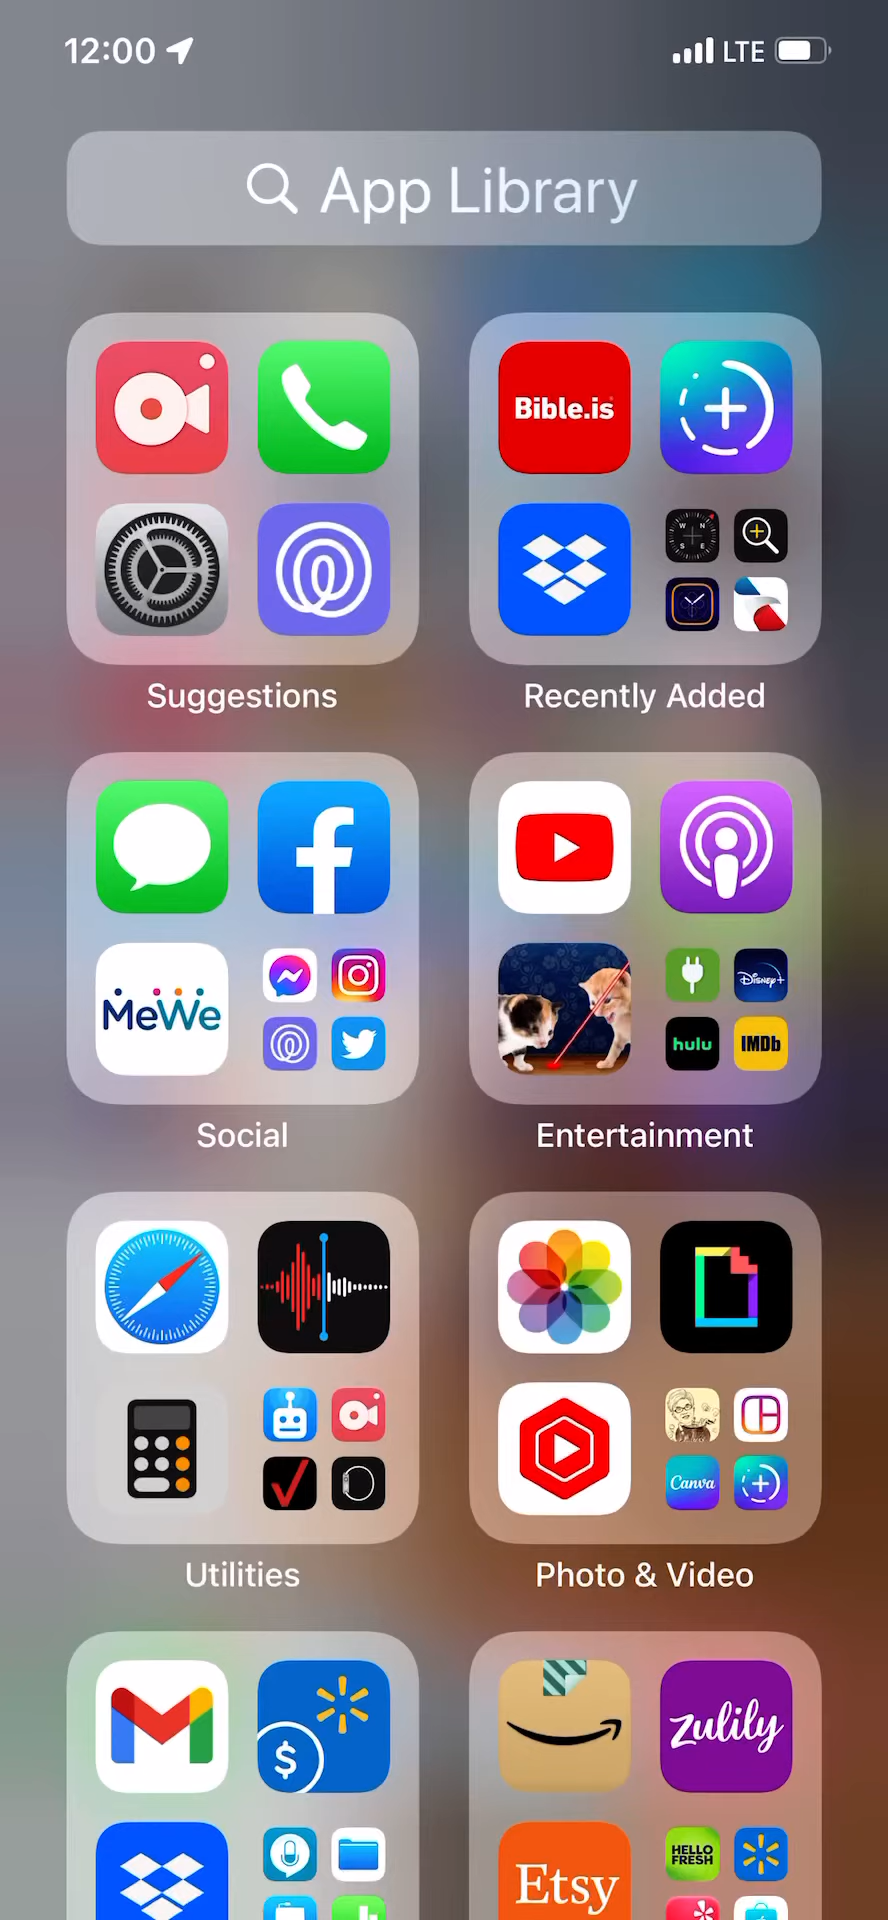 12:00 LTE
App Library
Bible.is
W N
S E
Suggestions Recently Added
MeWe
Disney+
hulu IMDb
Social Entertainment
Canva
Utilities Photo & Video
zulily
$
HELLO
FRESH
Etsy